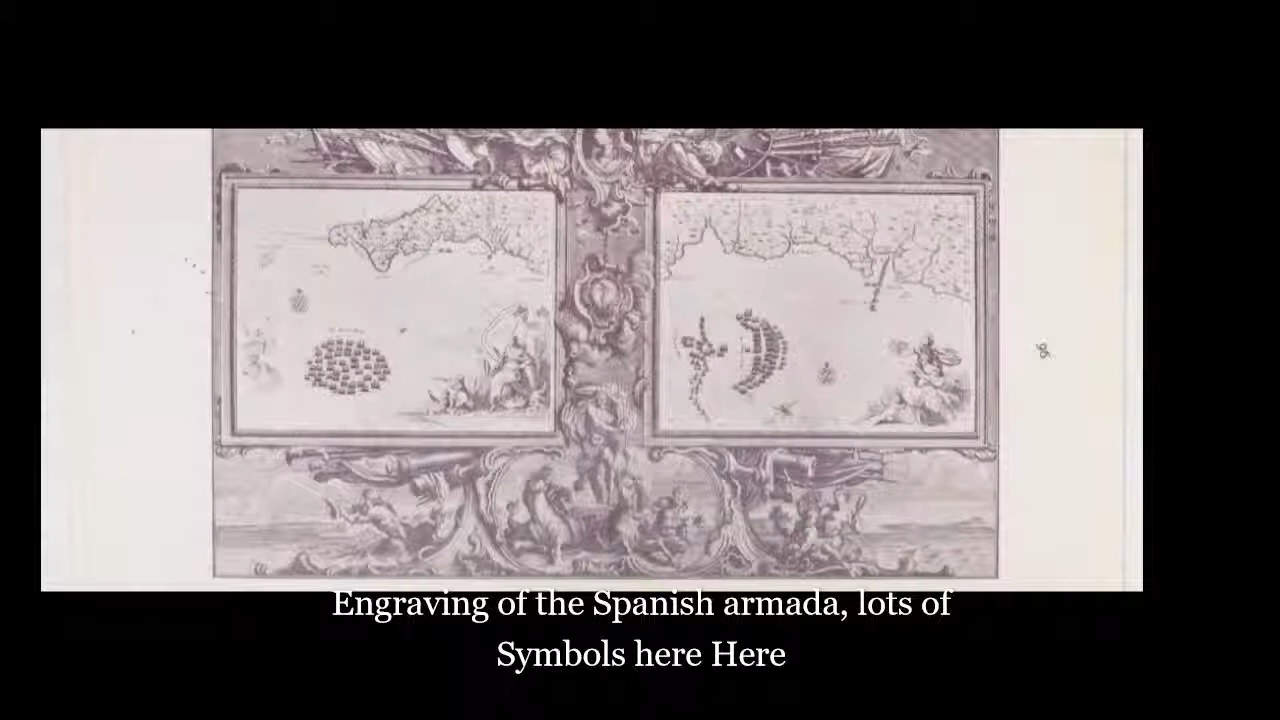 Engraving of the Spanish armada, lots of
Symbols here Here